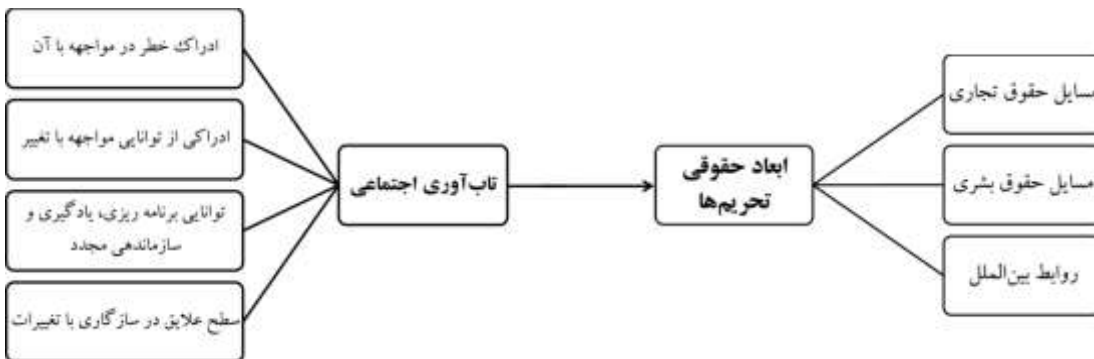 مسایل حقوق تجاری
مسایل حقوق بشری
روابط بین‌الملل
ابعاد حقوقی
تحریم‌ها
تاب‌آوری اجتماعی
ادراک خطر در مواجهه با آن
ادراکی از توانایی مواجهه با تغییر
توانایی برنامه ریزی، یادگیری و
سازماندهی مجدد
سطح علایق در سازگاری با تغییرات